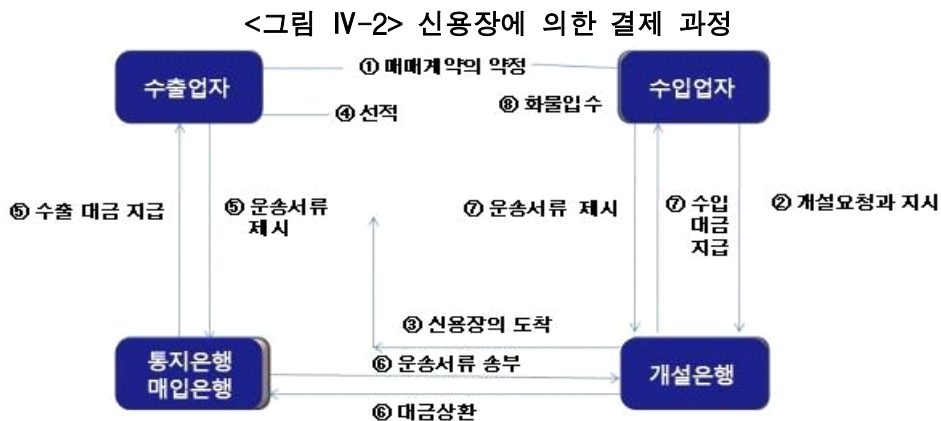 <그림 Ⅳ-2> 신용장에 의한 결제 과정
① 매매계약의 약정
수출업자
수입업자
⑧ 화물입수
④ 선적
⑤ 수출 대금 지급
⑤ 운송서류
제시
⑦ 운송서류 제시
⑦ 수입
대금
지급
② 개설요청과 지시
③ 신용장의 도착
통지은행
매입은행
⑥ 운송서류 송부
개설은행
⑥ 대금상환